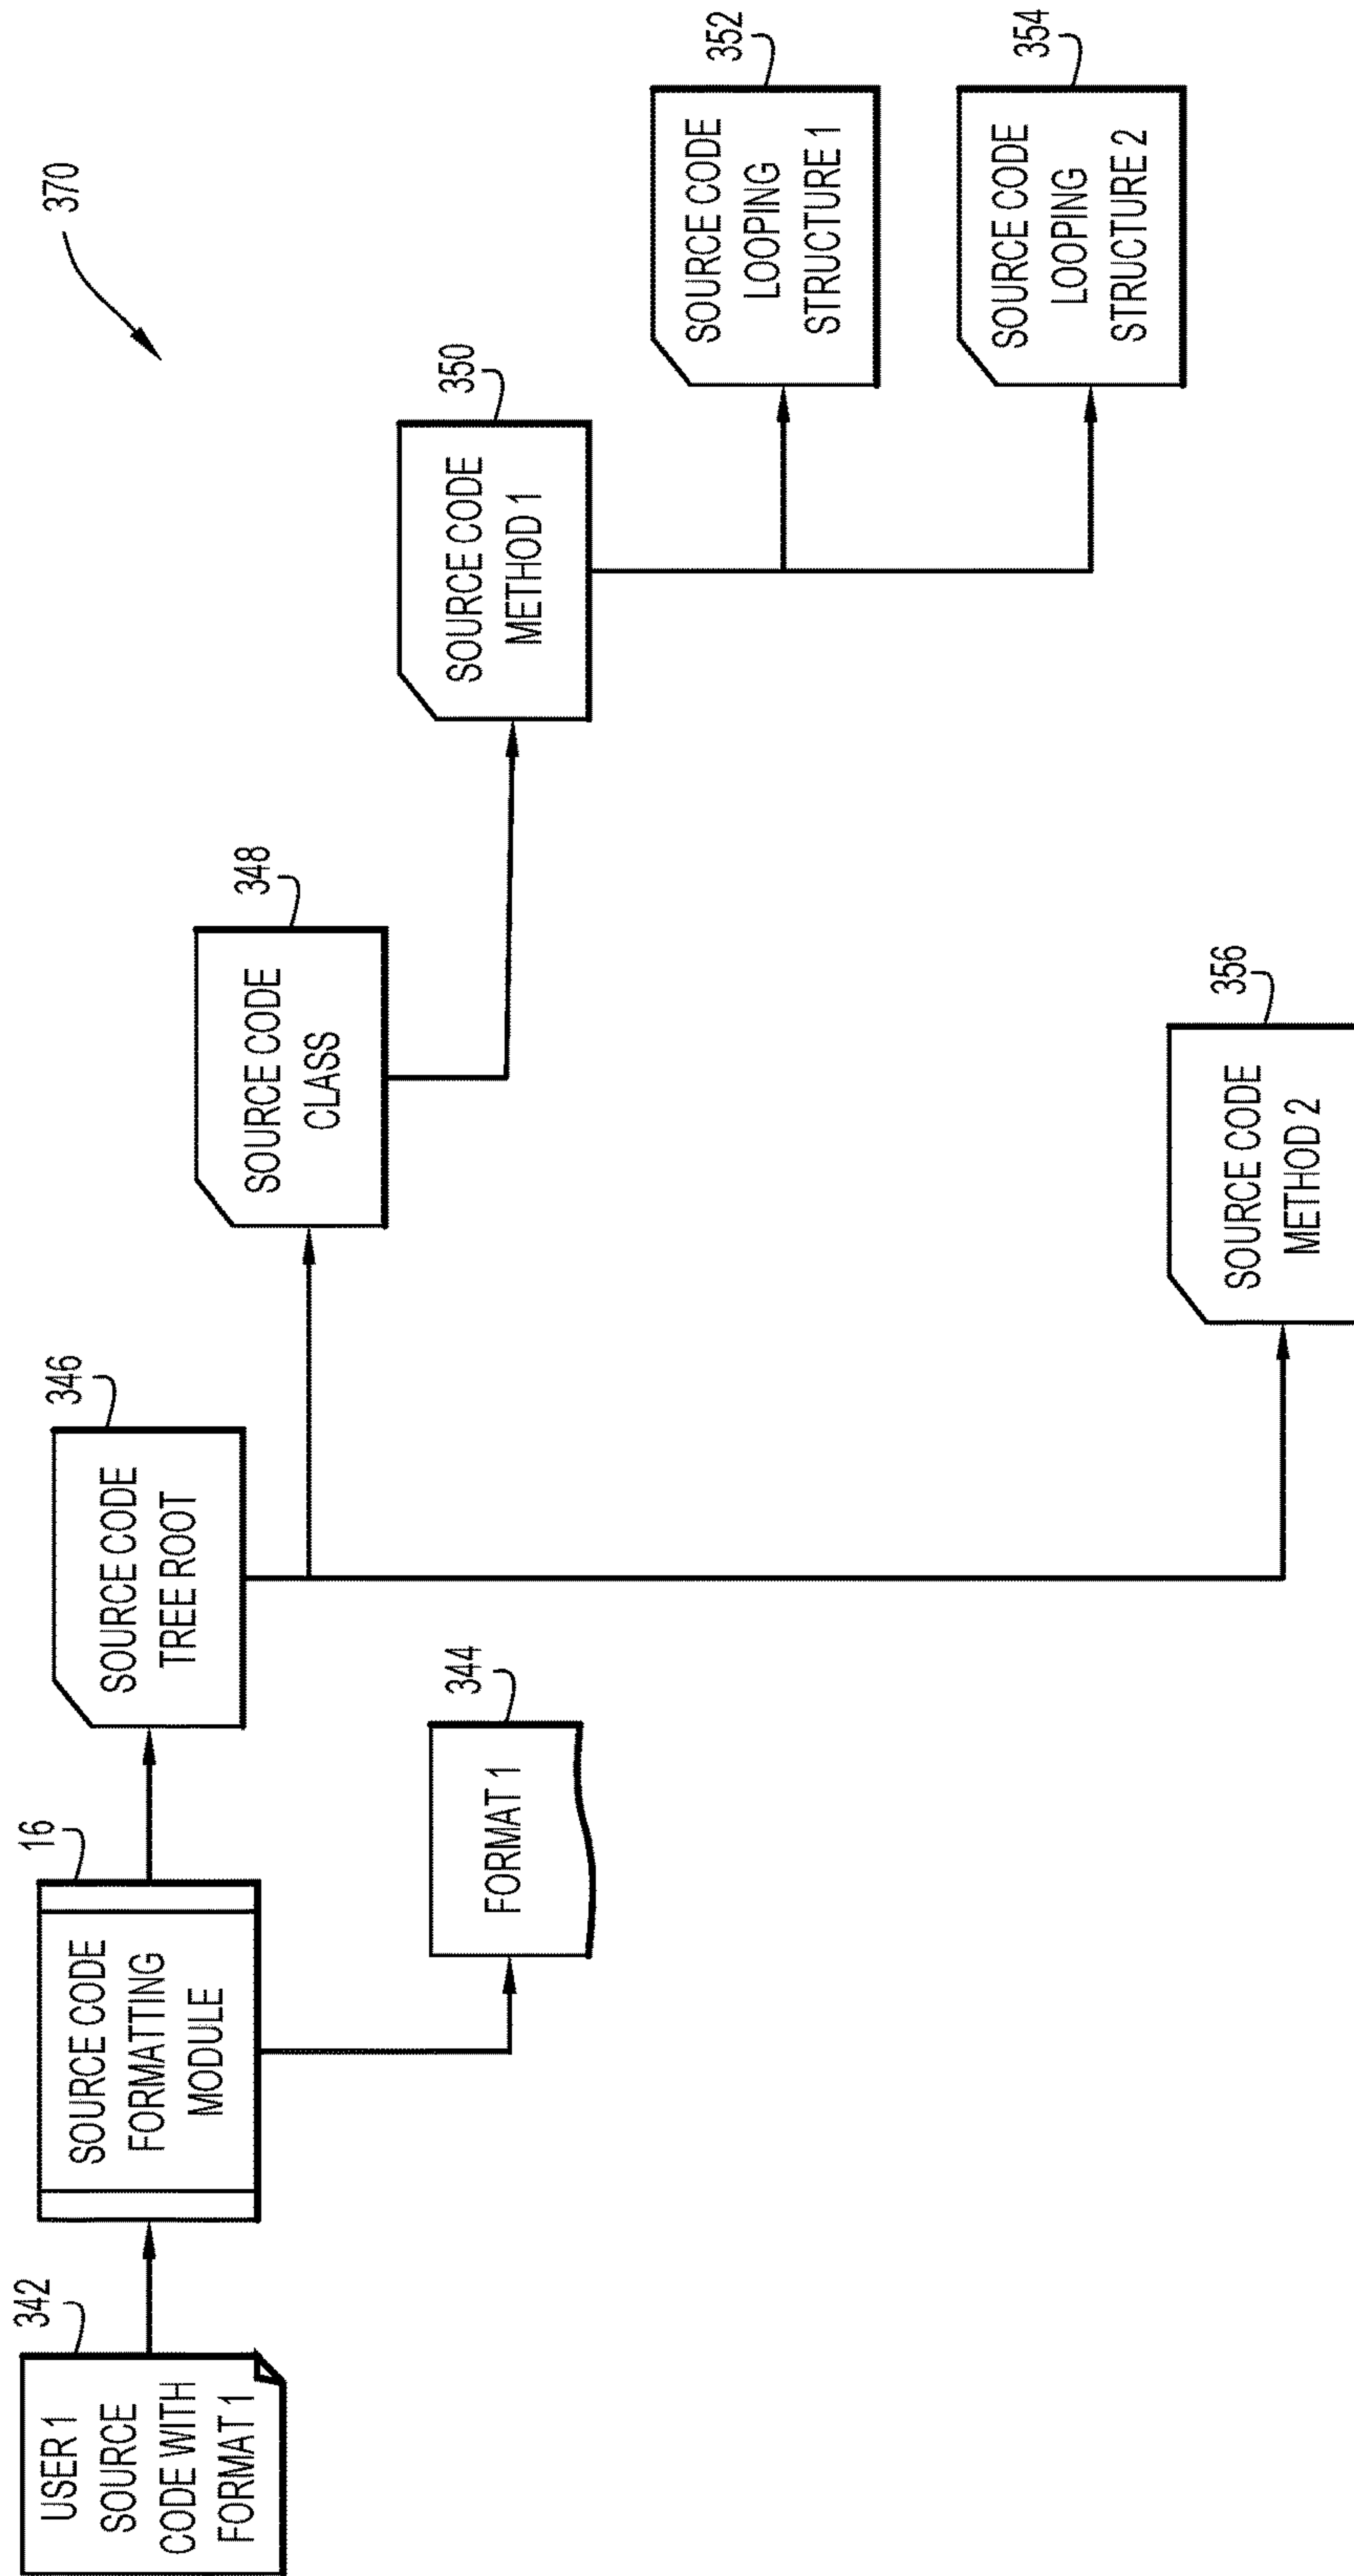 370
342
USER 1
SOURCE
CODE WITH
FORMAT 1
16
SOURCE CODE
FORMATTING
MODULE
344
FORMAT 1
346
SOURCE CODE
TREE ROOT
348
SOURCE CODE
CLASS
350
SOURCE CODE
METHOD 1
352
SOURCE CODE
LOOPING
STRUCTURE 1
354
SOURCE CODE
LOOPING
STRUCTURE 2
356
SOURCE CODE
METHOD 2